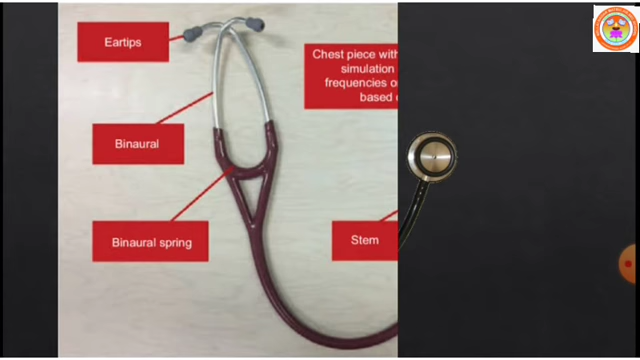 Eartips
Chest piece with
simulation
frequencies
based
Binaural
Binaural spring
Stem